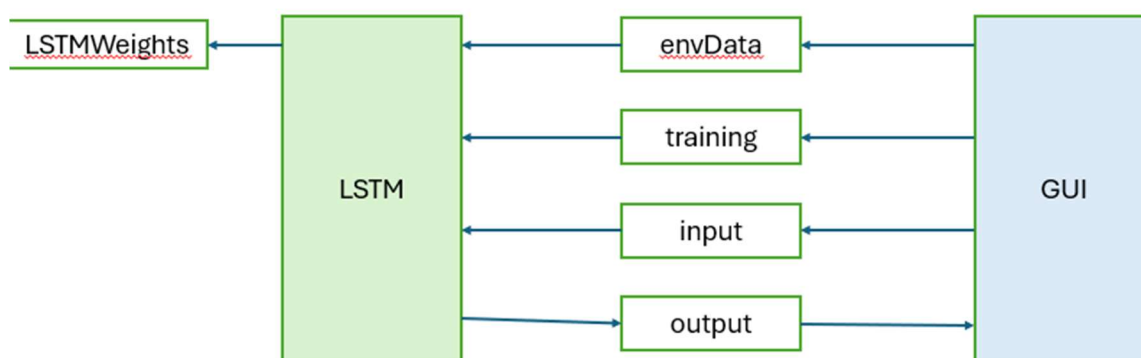 LSTMWeights
envData
training
LSTM
GUI
input
output